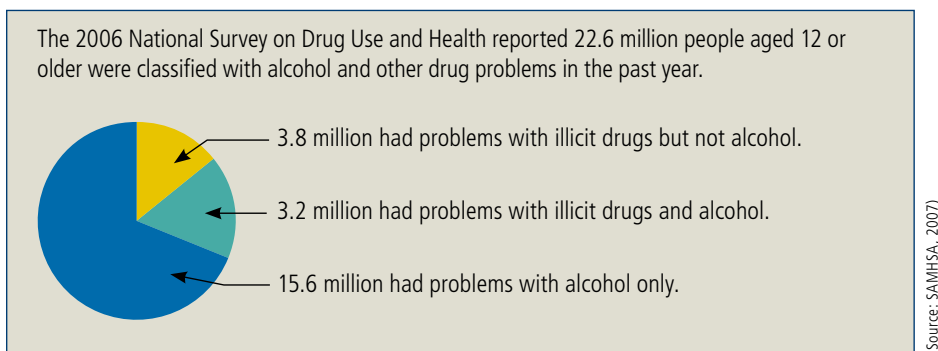 The 2006 National Survey on Drug Use and Health reported 22.6 million people aged 12 or
older were classified with alcohol and other drug problems in the past year.
3.8 million had problems with illicit drugs but not alcohol.
3.2 million had problems with illicit drugs and alcohol.
15.6 million had problems with alcohol only.
Source: SAMHSA, 2007)